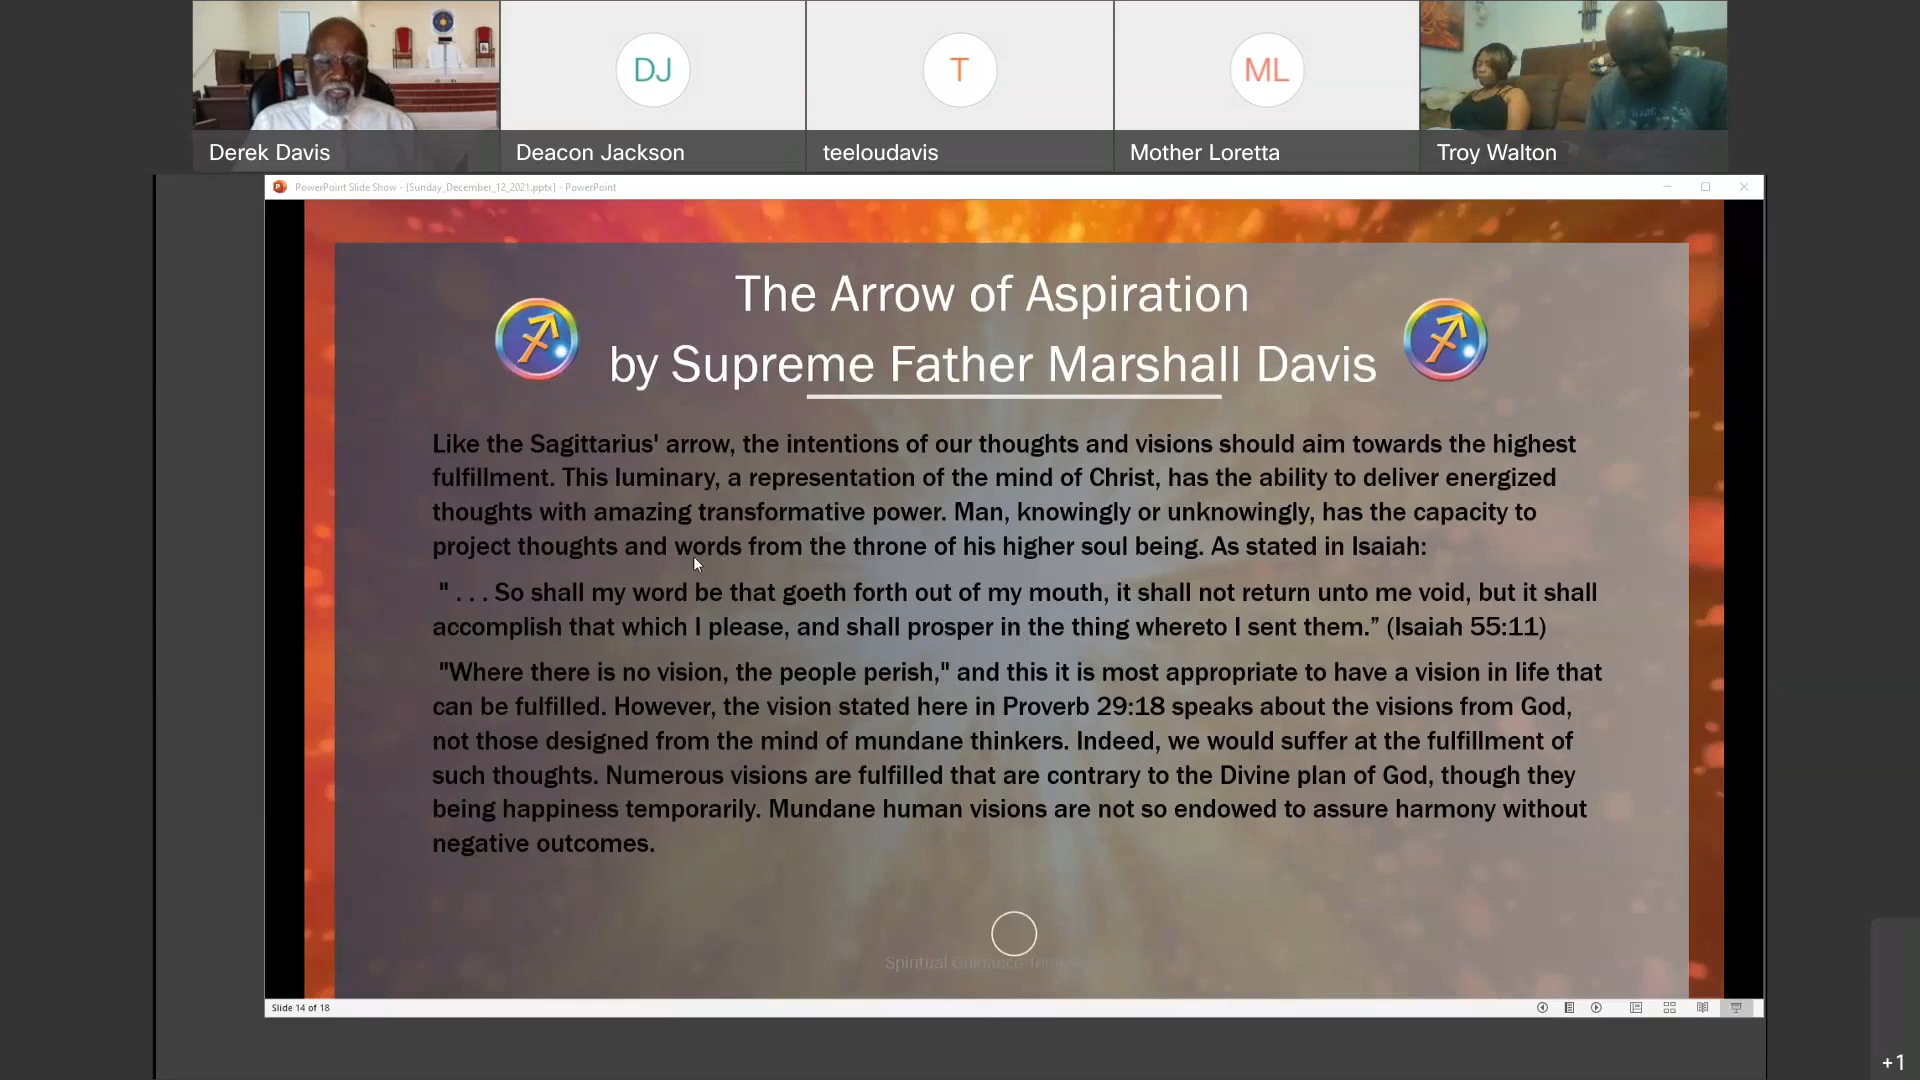 DJ
T
ML
Derek Davis
Deacon Jackson
teeloudavis
Mother Loretta
Troy Walton
PowerPoint Slide Show - [Sunday_December_12_2021.pptx] - PowerPoint
The Arrow of Aspiration
by Supreme Father Marshall Davis
Like the Sagittarius' arrow, the intentions of our thoughts and visions should aim towards the highest
fulfillment. This luminary, a representation of the mind of Christ, has the ability to deliver energized
thoughts with amazing transformative power. Man, knowingly or unknowingly, has the capacity to
project thoughts and words from the throne of his higher soul being. As stated in Isaiah:
" . . . So shall my word be that goeth forth out of my mouth, it shall not return unto me void, but it shall
accomplish that which I please, and shall prosper in the thing whereto I sent them.” (Isaiah 55:11)
"Where there is no vision, the people perish," and this it is most appropriate to have a vision in life that
can be fulfilled. However, the vision stated here in Proverb 29:18 speaks about the visions from God,
not those designed from the mind of mundane thinkers. Indeed, we would suffer at the fulfillment of
such thoughts. Numerous visions are fulfilled that are contrary to the Divine plan of God, though they
being happiness temporarily. Mundane human visions are not so endowed to assure harmony without
negative outcomes.
Spiritual Guidance
Slide 14 of 18
+1